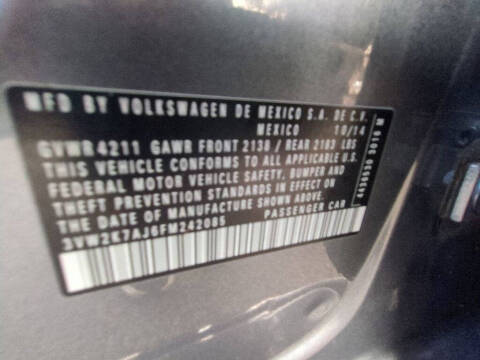 MFD BY VOLKSWAGEN DE MEXICO S.A. DE C.V.
MEXICO 10/14
GVWR 4211 GAWR FRONT 2138 / REAR 2183 LBS
THIS VEHICLE CONFORMS TO ALL APPLICABLE U.S.
FEDERAL MOTOR VEHICLE SAFETY, BUMPER AND
THEFT PREVENTION STANDARDS IN EFFECT ON
THE DATE OF MANUFACTURE SHOWN ABOVE
3VW2K7AJ6FM242085 PASSENGER CAR